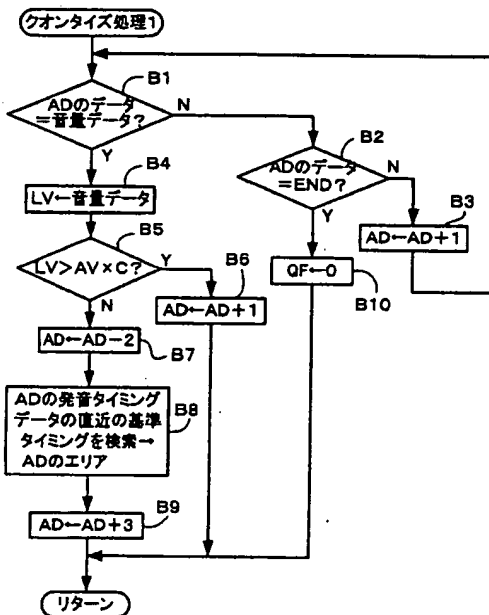 クオンタイズ処理1
B1
ADのデータ
=音量データ?
N
Y
B2
ADのデータ
=END?
N
Y
B3
AD←AD+1
B4
LV←音量データ
B5
LV>AV×C?
Y
N
B6
AD←AD+1
QF←0
B10
AD←AD−2
B7
ADの発音タイミング
データの直近の基準
タイミングを検索→
ADのエリア
B8
B9
AD←AD+3
リターン